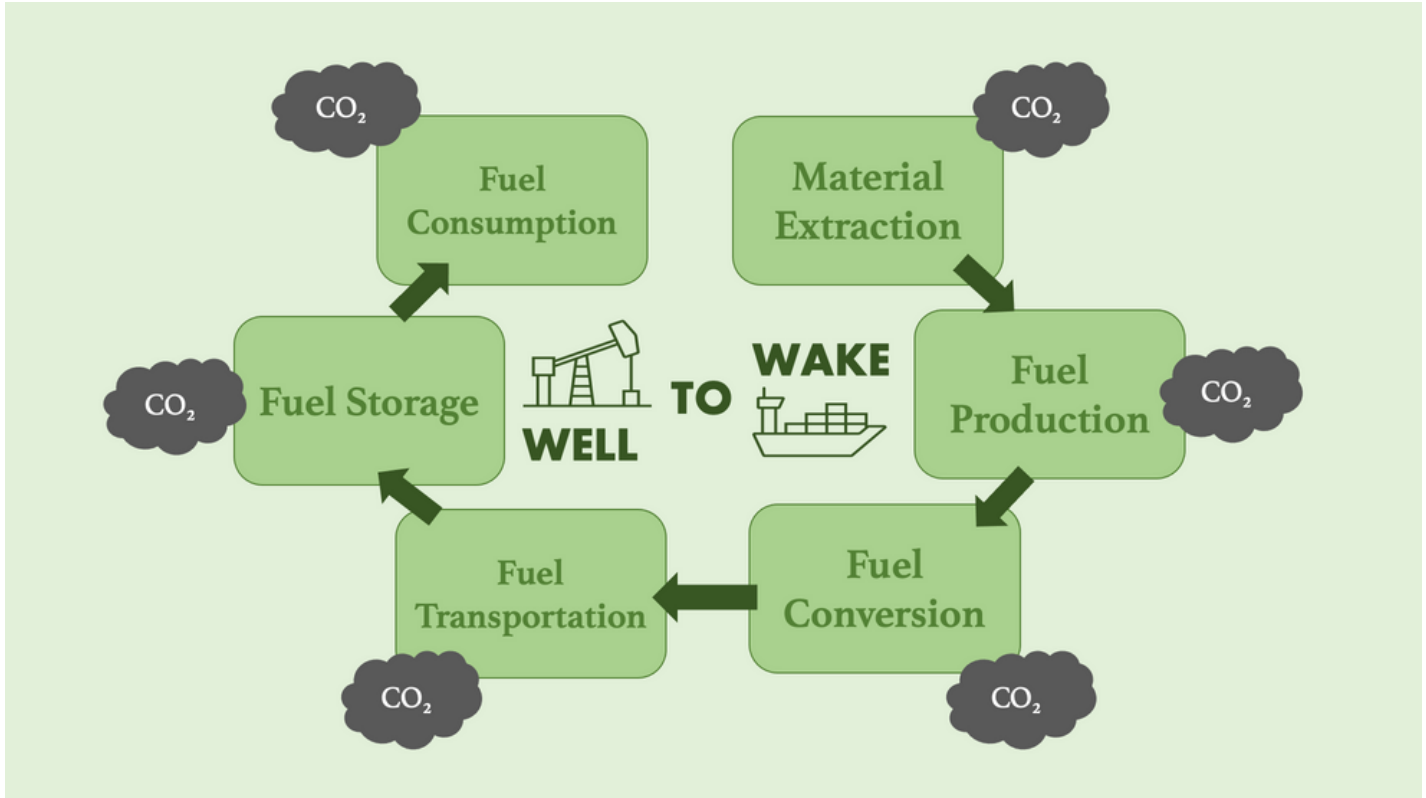 CO₂
Fuel
Consumption
CO₂
Material
Extraction
CO₂
Fuel Storage
WELL
TO
WAKE
Fuel
Production
CO₂
Fuel
Transportation
CO₂
Fuel
Conversion
CO₂